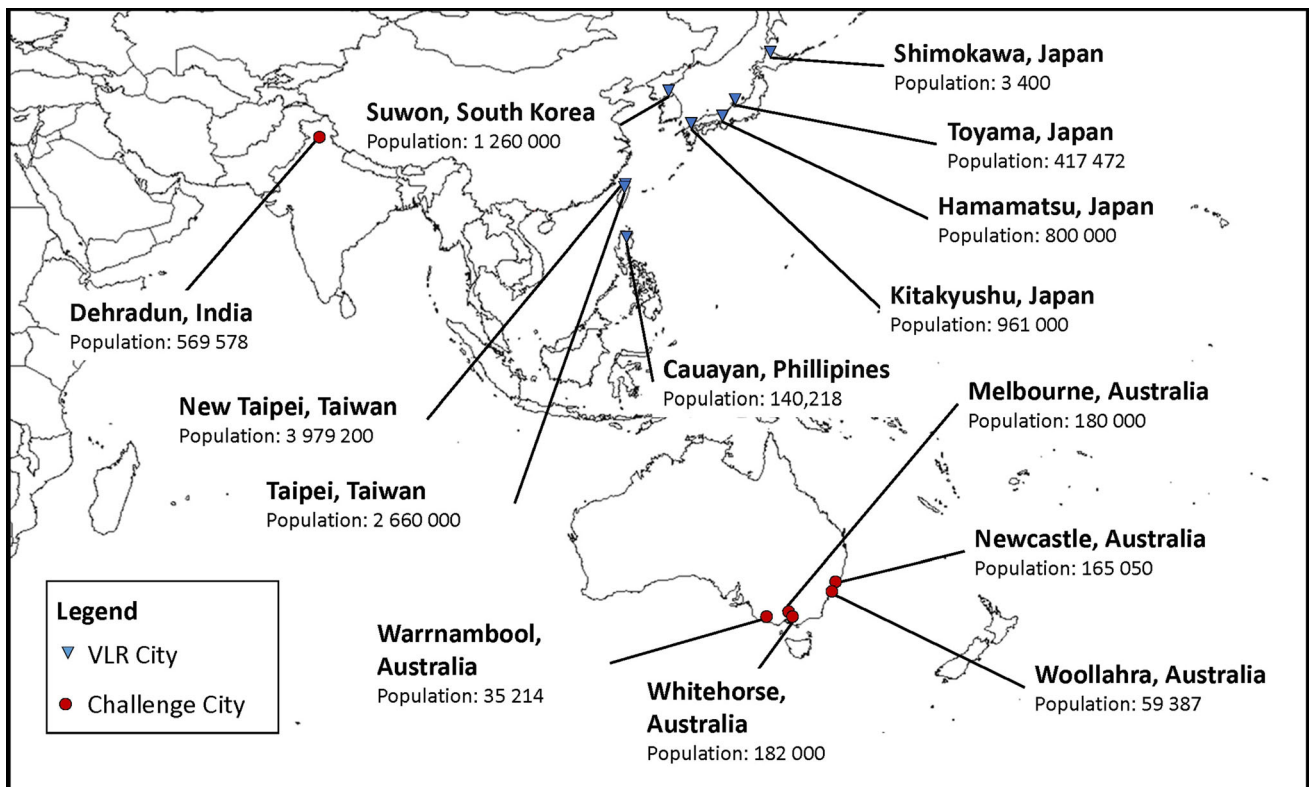 Shimokawa, Japan
Population: 3 400
Suwon, South Korea
Population: 1 260 000
Toyama, Japan
Population: 417 472
Hamamatsu, Japan
Population: 800 000
Kitakyushu, Japan
Population: 961 000
Dehradun, India
Population: 569 578
Cauayan, Phillipines
Population: 140,218
Melbourne, Australia
Population: 180 000
New Taipei, Taiwan
Population: 3 979 200
Taipei, Taiwan
Population: 2 660 000
Newcastle, Australia
Population: 165 050
Legend
VLR City
Challenge City
Warrnambool,
Australia
Population: 35 214
Whitehorse,
Australia
Population: 182 000
Woollahra, Australia
Population: 59 387